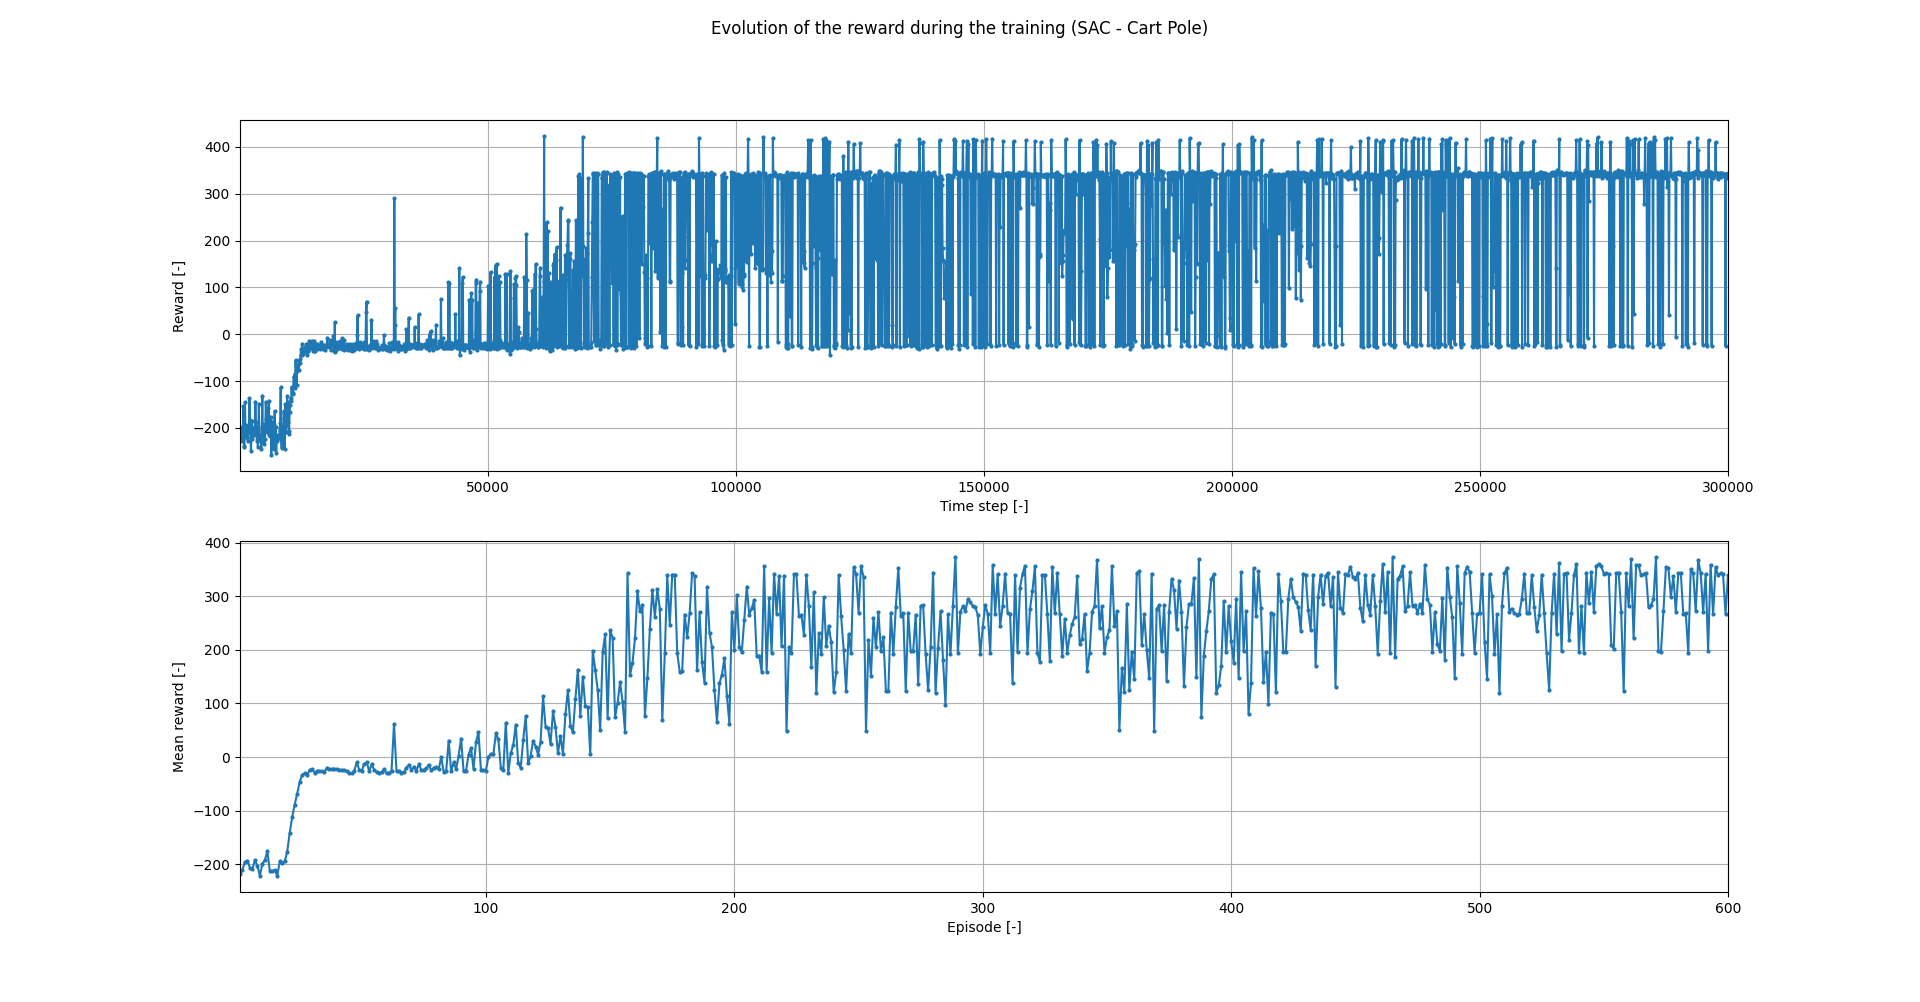 Evolution of the reward during the training (SAC - Cart Pole)
400
300
200
100
0
−100
−200
Reward [-]
50000 100000 150000 200000 250000 300000
Time step [-]
400
300
200
100
0
−100
−200
Mean reward [-]
100 200 300 400 500 600
Episode [-]